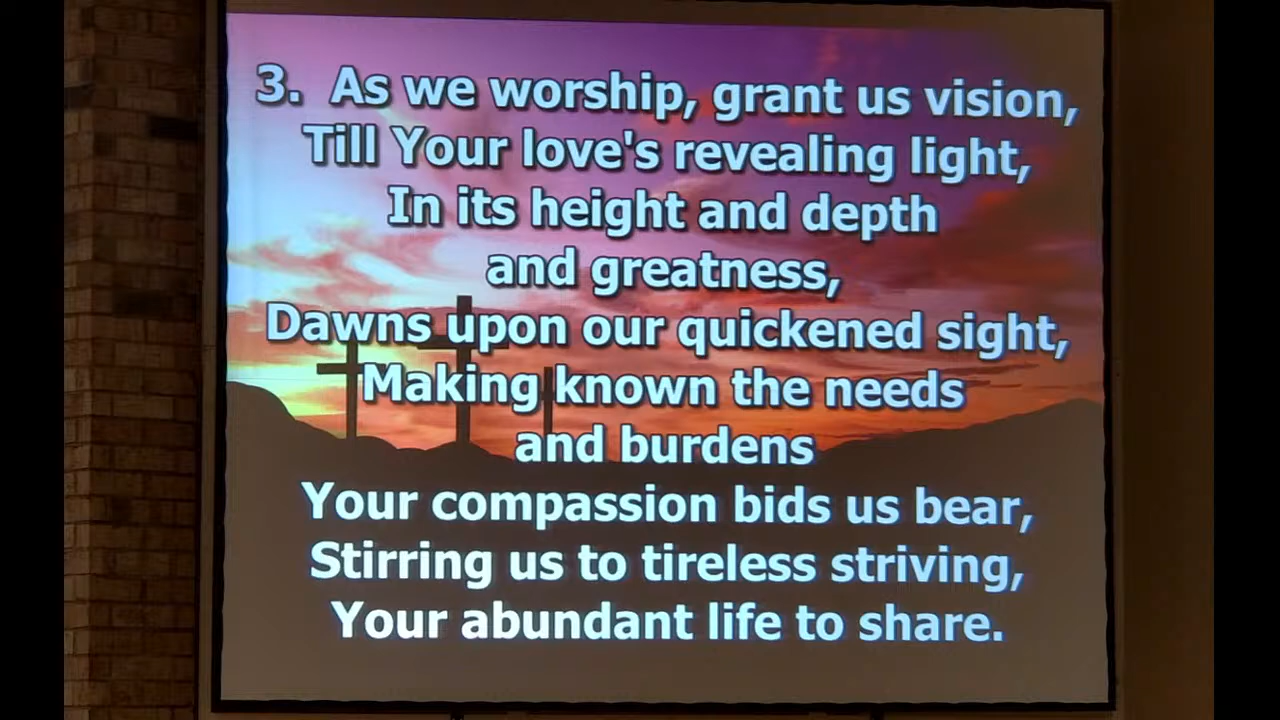 3. As we worship, grant us vision,
Till Your love's revealing light,
In its height and depth
and greatness,
Dawns upon our quickened sight,
Making known the needs
and burdens
Your compassion bids us bear,
Stirring us to tireless striving,
Your abundant life to share.